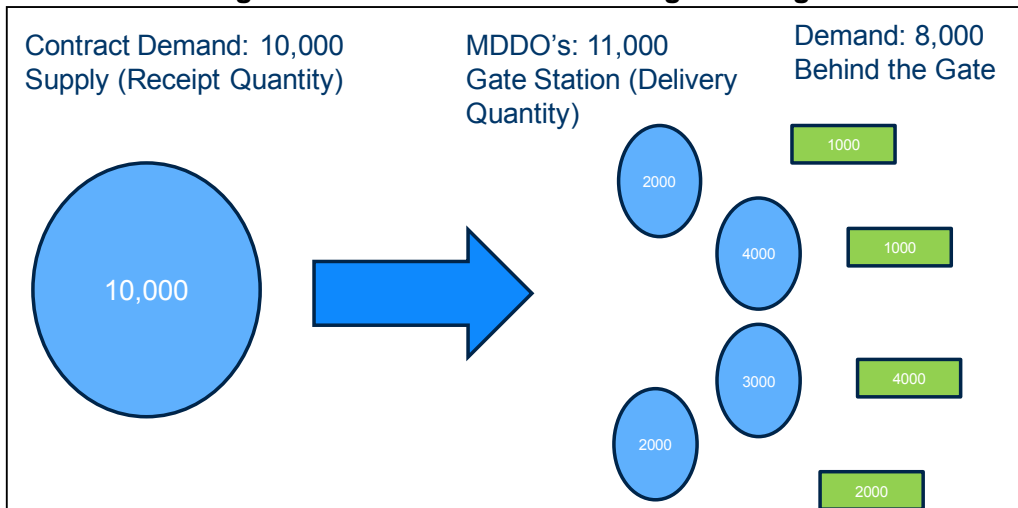 Contract Demand: 10,000
Supply (Receipt Quantity)
MDDO's: 11,000
Gate Station (Delivery
Quantity)
Demand: 8,000
Behind the Gate
10,000
2000
4000
3000
2000
1000
1000
4000
2000